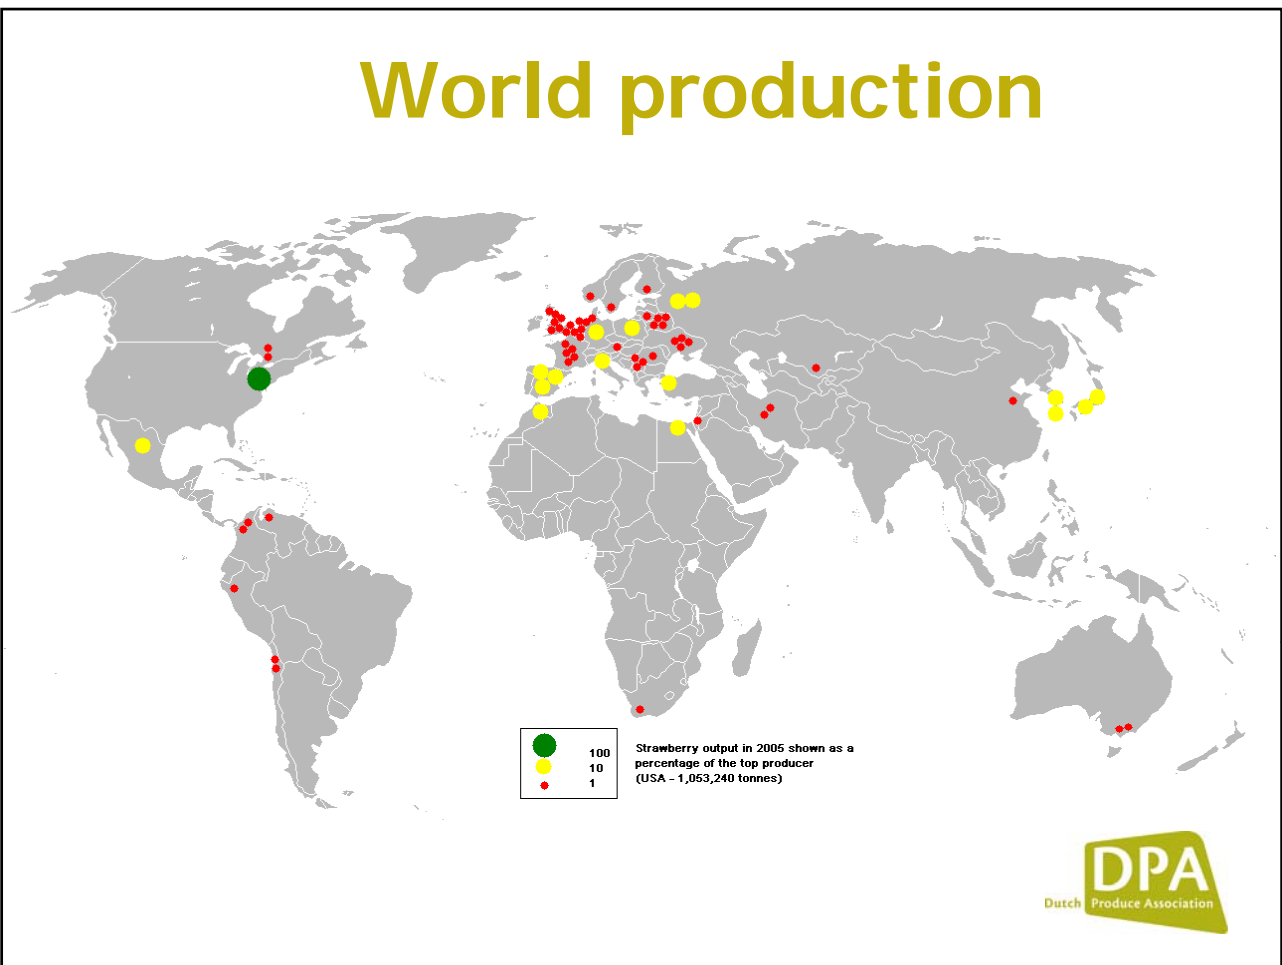 World production
100
10
1
Strawberry output in 2005 shown as a
percentage of the top producer
(USA - 1,053,240 tonnes)
DPA
Dutch Produce Association